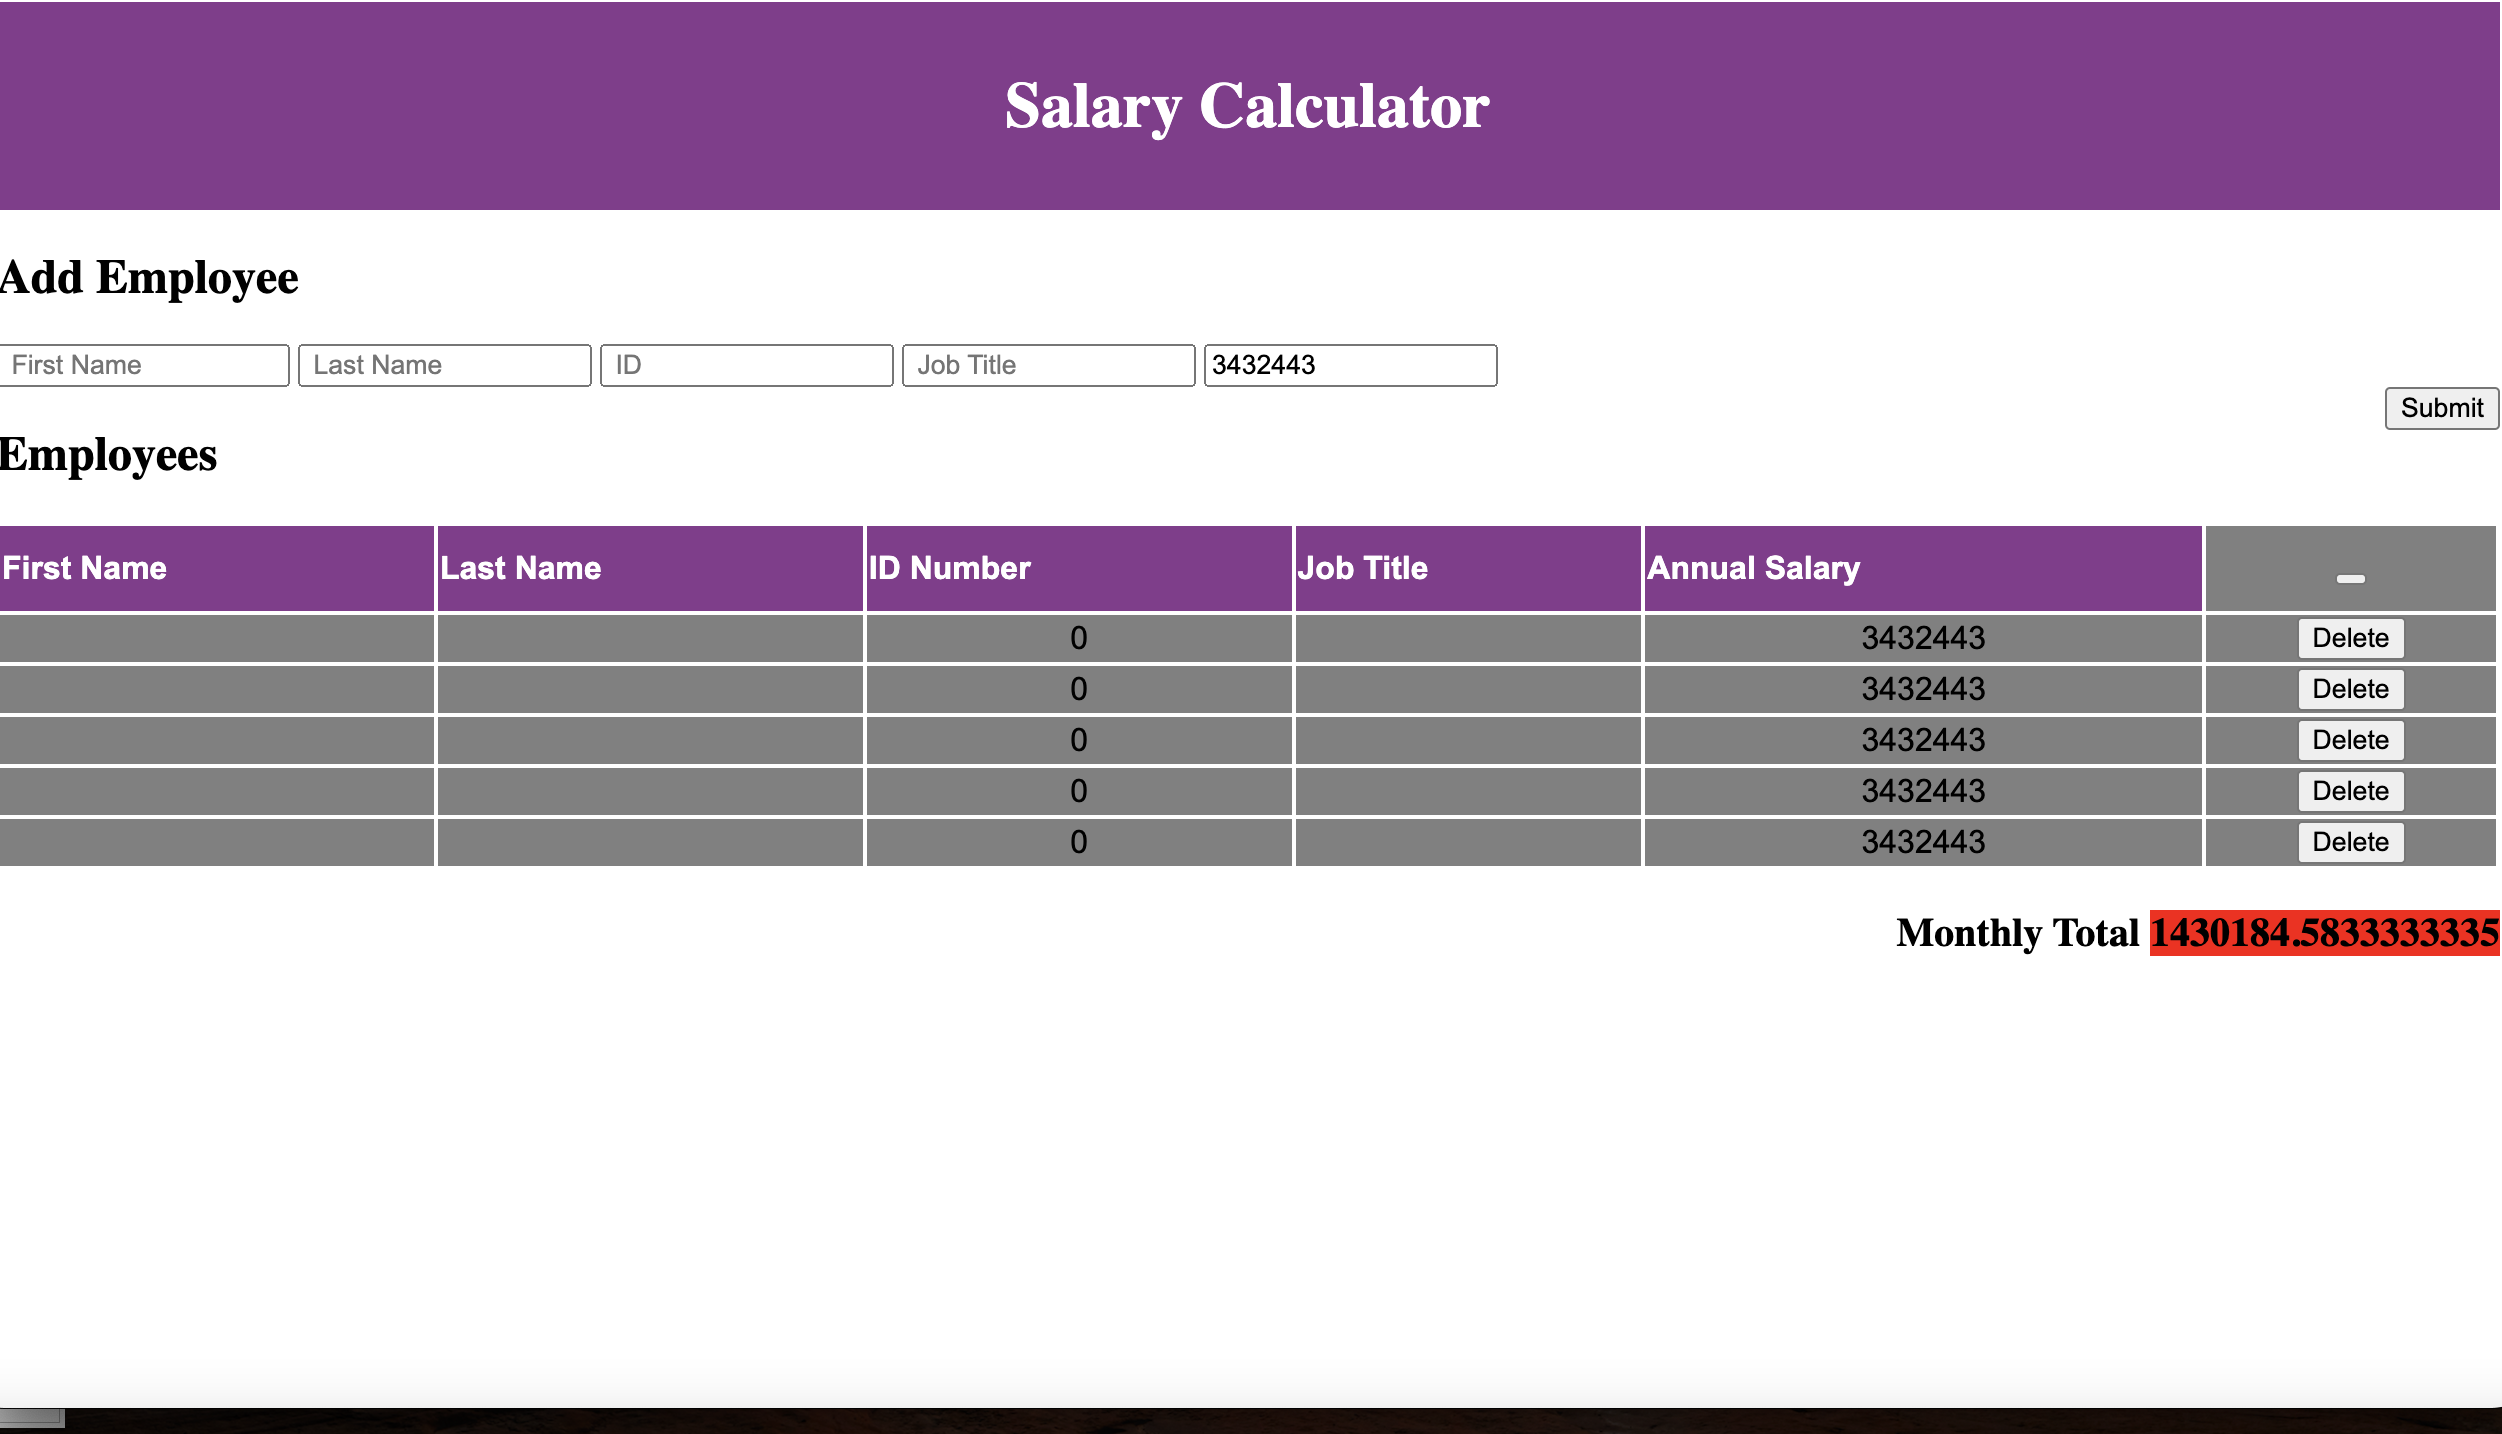 Salary Calculator
Add Employee
First Name Last Name ID Job Title 3432443
Submit
Employees
First Name Last Name ID Number Job Title Annual Salary
0 3432443 Delete
0 3432443 Delete
0 3432443 Delete
0 3432443 Delete
0 3432443 Delete
Monthly Total 1430184.5833333335